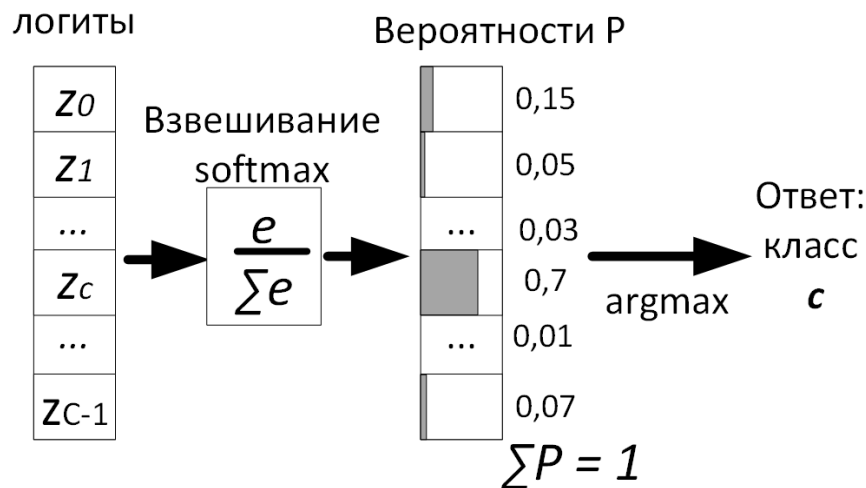 логиты
z0
z1
...
zc
...
zC-1
Взвешивание
softmax
e
∑e
Вероятности P
0,15
0,05
... 0,03
0,7
... 0,01
0,07
∑P = 1
argmax
Ответ:
класс
c